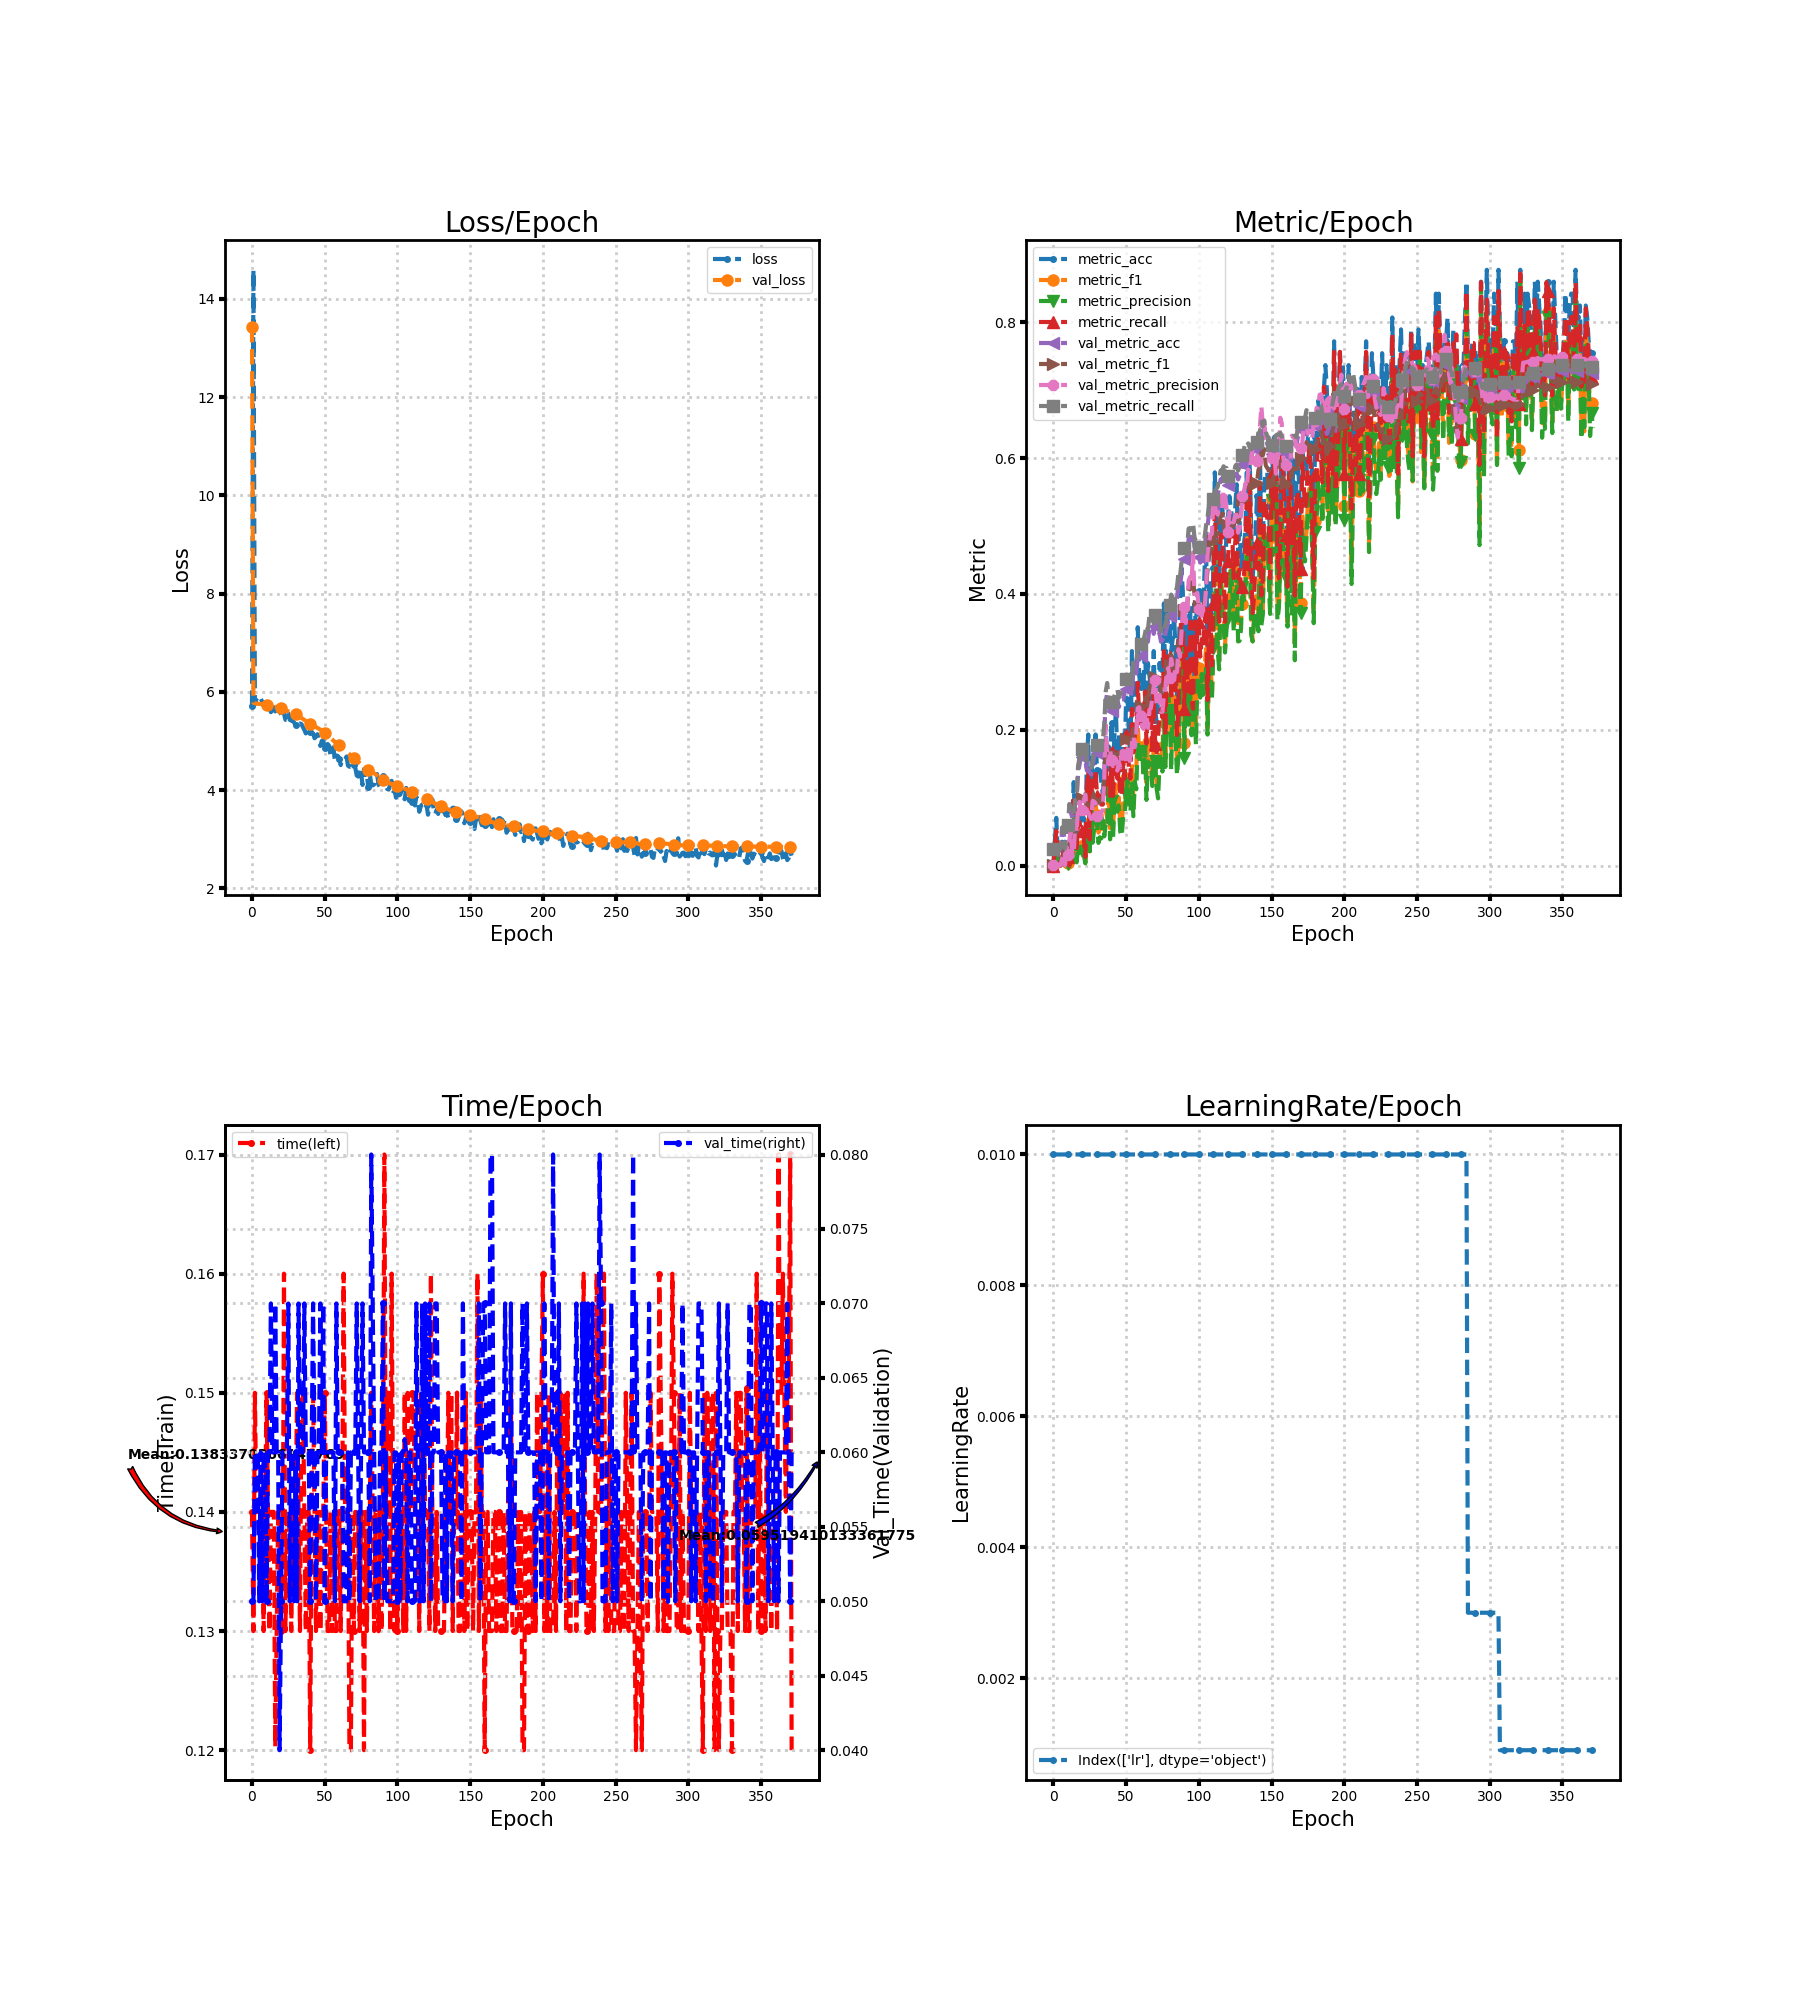 Loss/Epoch
14
12
10
8
6
4
2
Loss
loss
val_loss
0 50 100 150 200 250 300 350
Epoch
Metric/Epoch
0.8
0.6
0.4
0.2
0.0
Metric
metric_acc
metric_f1
metric_precision
metric_recall
val_metric_acc
val_metric_f1
val_metric_precision
val_metric_recall
0 50 100 150 200 250 300 350
Epoch
Time/Epoch
time(left)
val_time(right)
0.17
0.16
0.15
0.14
0.13
0.12
Time(Train)
0.080
0.075
0.070
0.065
0.060
0.055
0.050
0.045
0.040
Val_Time(Validation)
Mean:0.059519410133361775
0 50 100 150 200 250 300 350
Epoch
LearningRate/Epoch
0.010
0.008
0.006
0.004
0.002
LearningRate
Index(['lr'], dtype='object')
0 50 100 150 200 250 300 350
Epoch